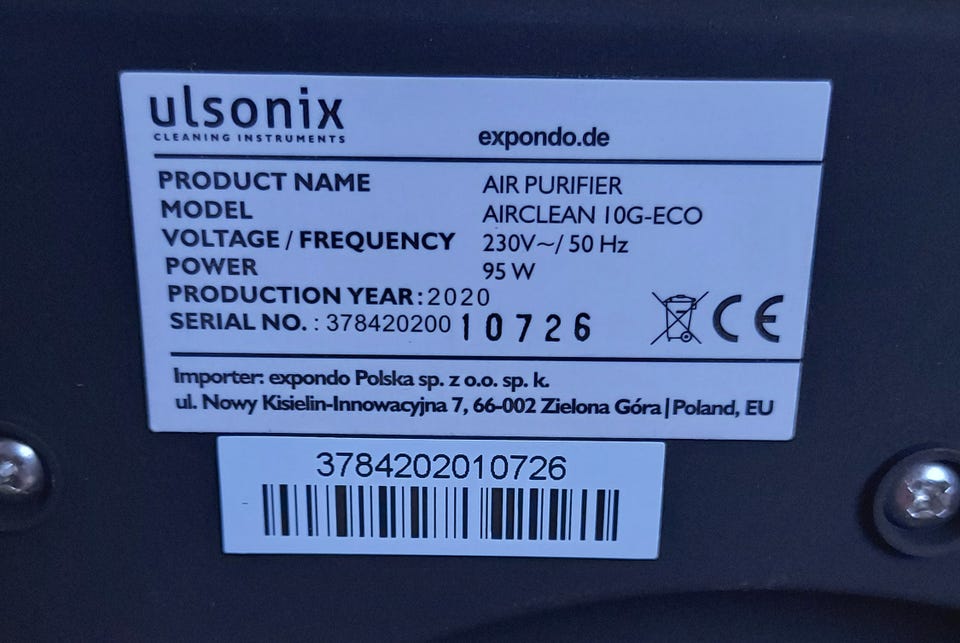 ulsonix
CLEANING INSTRUMENTS
expondo.de
PRODUCT NAME AIR PURIFIER
MODEL AIRCLEAN 10G-ECO
VOLTAGE / FREQUENCY 230V~/ 50 Hz
POWER 95 W
PRODUCTION YEAR: 2020
SERIAL NO. : 378420200 10726
CE
Importer: expondo Polska sp. z o.o. sp. k.
ul. Nowy Kisielin-Innowacyjna 7, 66-002 Zielona Góra | Poland, EU
3784202010726